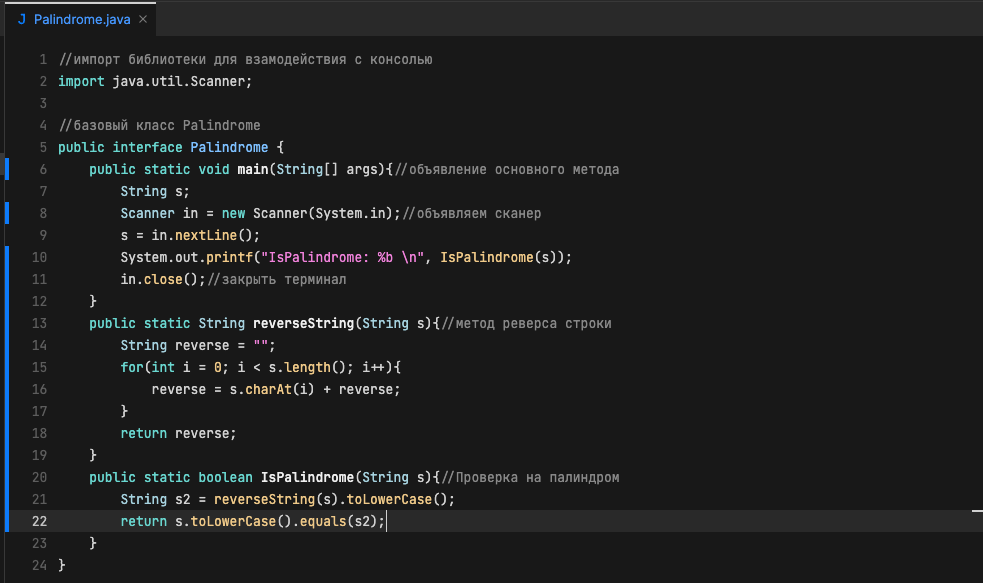 J Palindrome.java ×
1 //импорт библиотеки для взамодействия с консолью
2 import java.util.Scanner;
3
4 //базовый класс Palindrome
5 public interface Palindrome {
6     public static void main(String[] args){//объявление основного метода
7         String s;
8         Scanner in = new Scanner(System.in);//объявляем сканер
9         s = in.nextLine();
10         System.out.printf("IsPalindrome: %b \n", IsPalindrome(s));
11         in.close();//закрыть терминал
12     }
13     public static String reverseString(String s){//метод реверса строки
14         String reverse = "";
15         for(int i = 0; i < s.length(); i++){
16             reverse = s.charAt(i) + reverse;
17         }
18         return reverse;
19     }
20     public static boolean IsPalindrome(String s){//Проверка на палиндром
21         String s2 = reverseString(s).toLowerCase();
22         return s.toLowerCase().equals(s2);
23     }
24 }